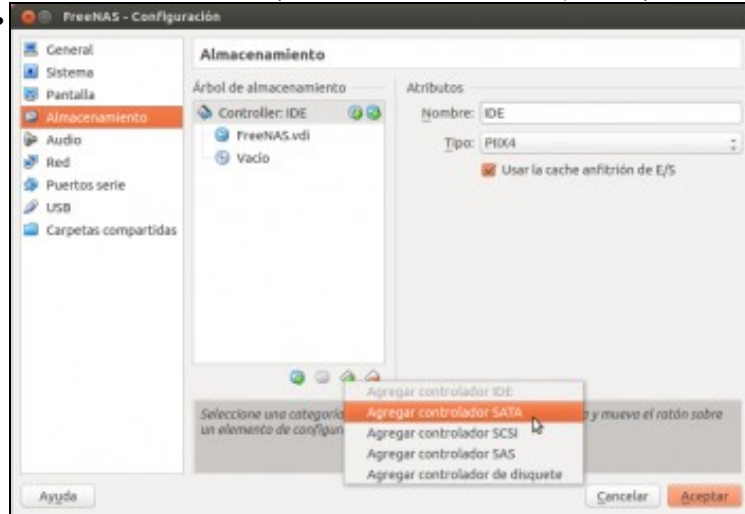 FreeNAS - Configuración
General
Sistema
Pantalla
Almacenamiento
Audio
Red
Puertos serie
USB
Carpetas compartidas
Almacenamiento
Árbol de almacenamiento
Controller: IDE
FreeNAS.vdi
Vacío
Atributos
Nombre: IDE
Tipo: PIIX4
Usar la cache anfitrión de E/S
Agregar controlador IDE
Agregar controlador SATA
Agregar controlador SCSI
Agregar controlador SAS
Agregar controlador de disquete
Seleccione una categoría y mueva el ratón sobre
un elemento de configur
Ayuda
Cancelar
Aceptar